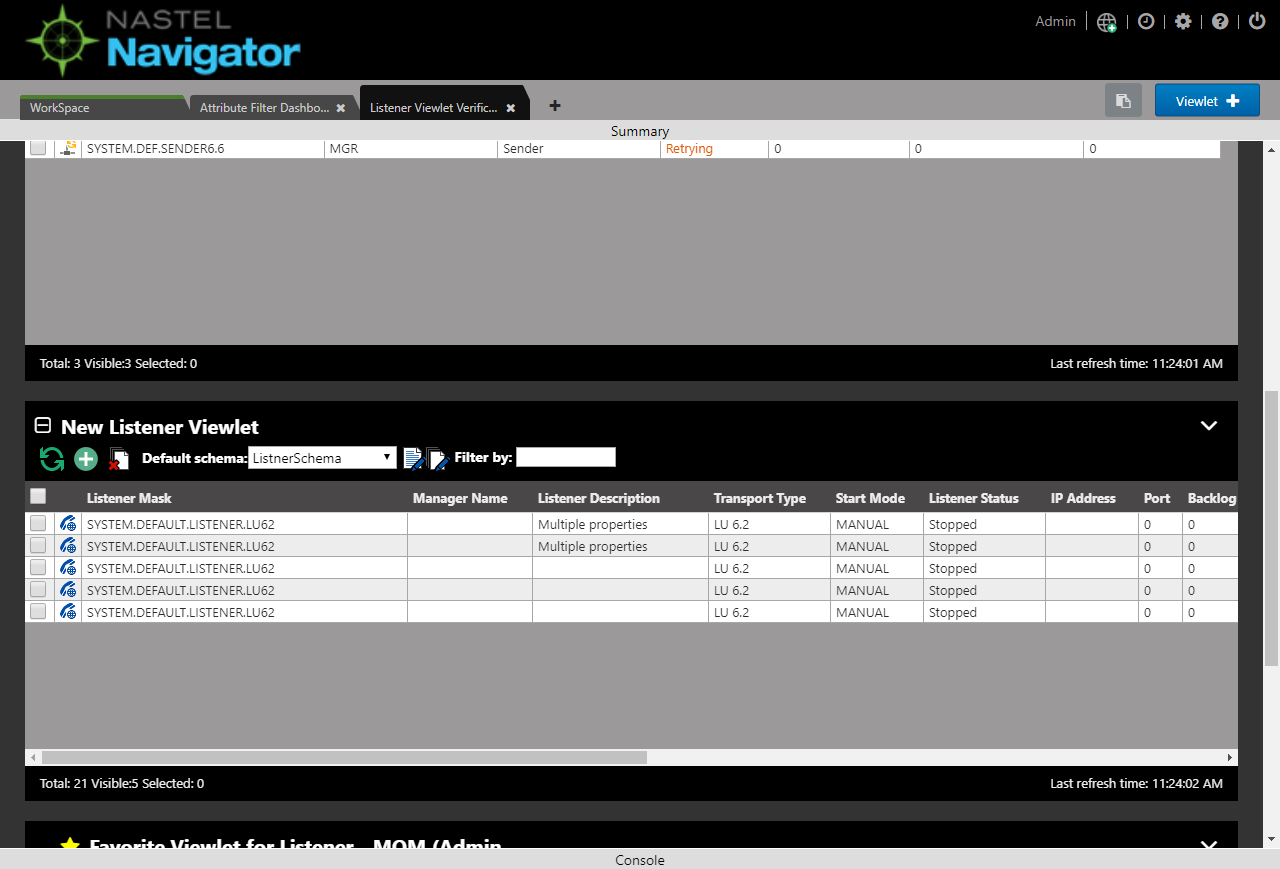 NASTEL
Navigator
Admin
WorkSpace
Attribute Filter Dashbo...
Listener Viewlet Verific...
Viewlet
Summary
SYSTEM.DEF.SENDER6.6 MGR Sender Retrying 0 0 0
Total: 3 Visible:3 Selected: 0 Last refresh time: 11:24:01 AM
New Listener Viewlet
Default schema: ListnerSchema Filter by:
Listener Mask Manager Name Listener Description Transport Type Start Mode Listener Status IP Address Port Backlog
SYSTEM.DEFAULT.LISTENER.LU62 Multiple properties LU 6.2 MANUAL Stopped 0 0
SYSTEM.DEFAULT.LISTENER.LU62 Multiple properties LU 6.2 MANUAL Stopped 0 0
SYSTEM.DEFAULT.LISTENER.LU62 LU 6.2 MANUAL Stopped 0 0
SYSTEM.DEFAULT.LISTENER.LU62 LU 6.2 MANUAL Stopped 0 0
SYSTEM.DEFAULT.LISTENER.LU62 LU 6.2 MANUAL Stopped 0 0
Total: 21 Visible:5 Selected: 0 Last refresh time: 11:24:02 AM
Favorite Viewlet for Listener - MQM (Admin
Console